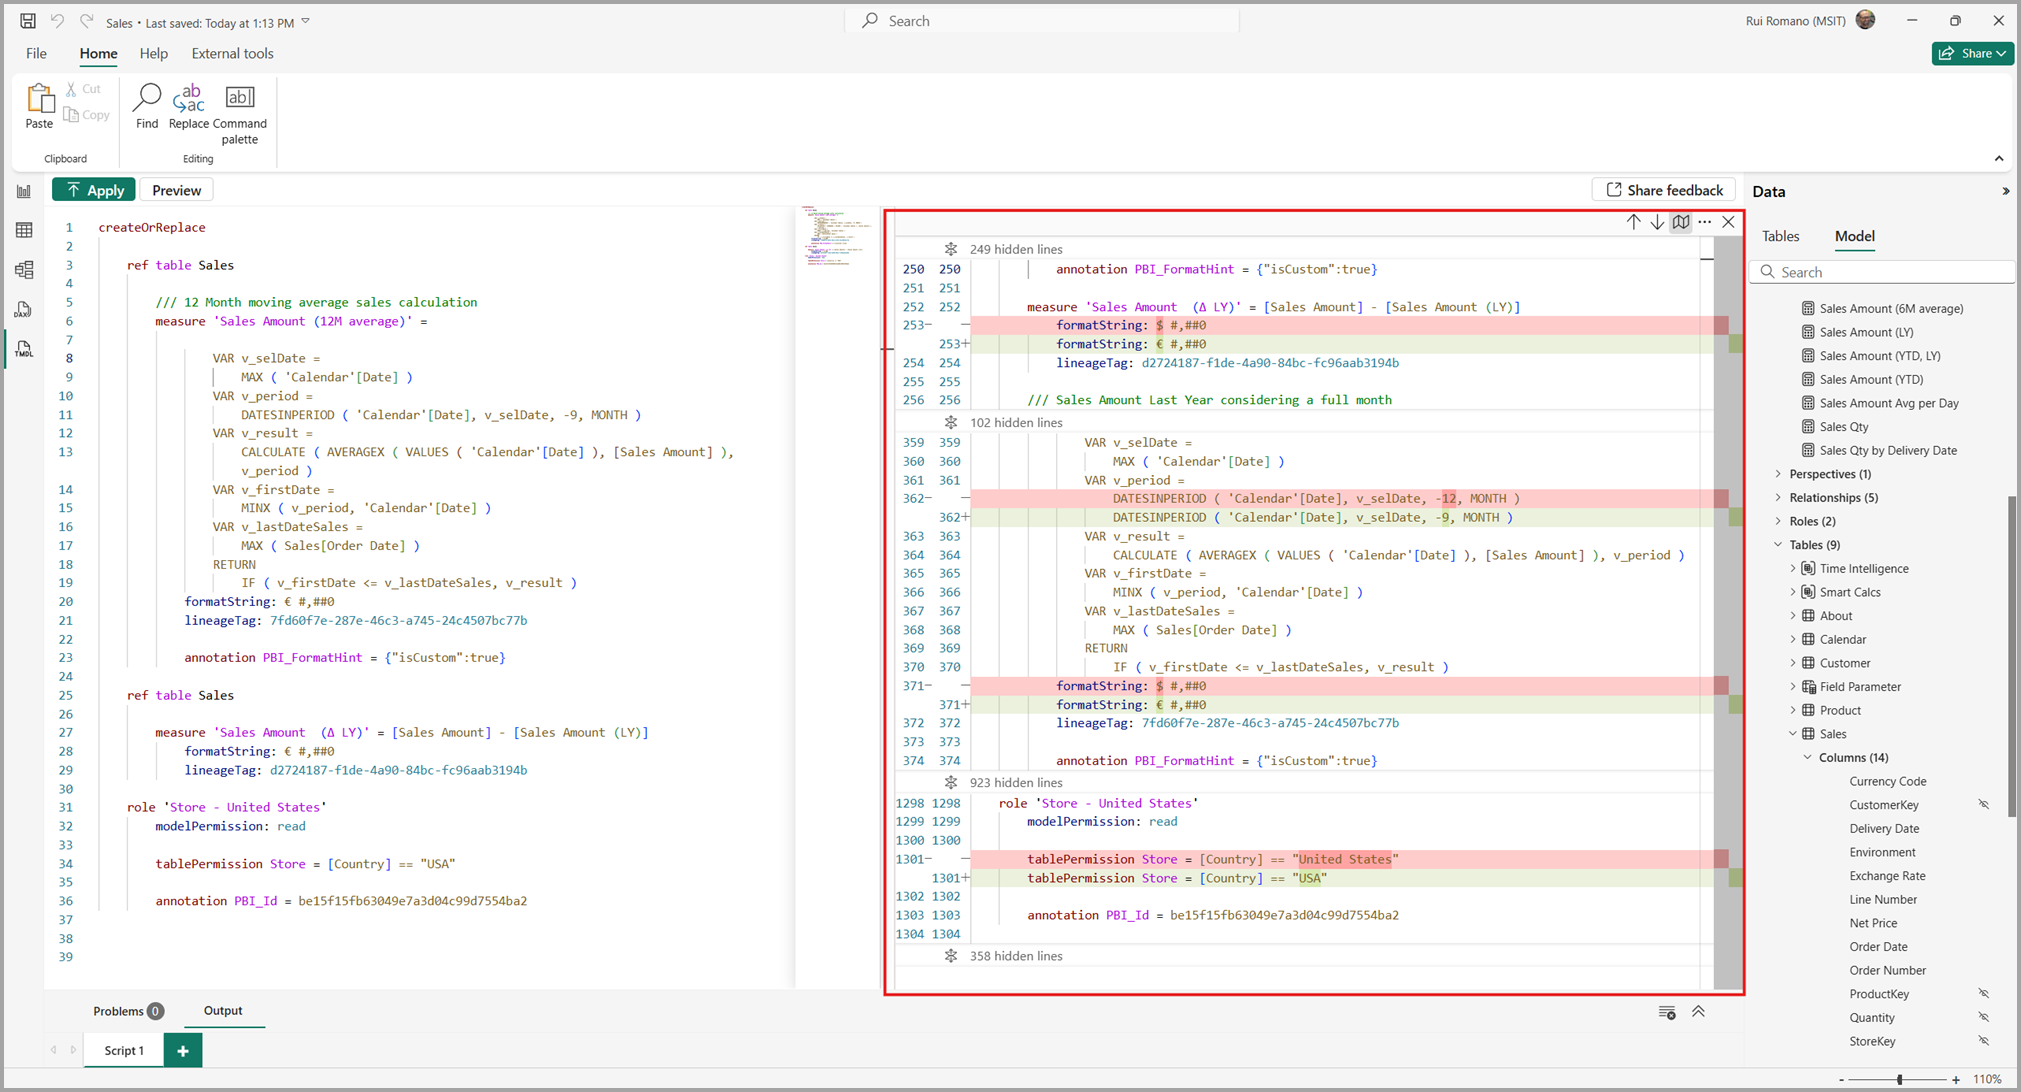 Sales • Last saved: Today at 1:13 PM
Search
Rui Romano (MSIT)
File
Home
Help
External tools
Share
Paste
Cut
Copy
Clipboard
Find
Replace
Command palette
Editing
Apply
Preview
Share feedback
1 createOrReplace
2
3 ref table Sales
4
5 /// 12 Month moving average sales calculation
6 measure 'Sales Amount (12M average)' =
7
8 VAR v_selDate =
9 MAX ( 'Calendar'[Date] )
10 VAR v_period =
11 DATESINPERIOD ( 'Calendar'[Date], v_selDate, -9, MONTH )
12 VAR v_result =
13 CALCULATE ( AVERAGEX ( VALUES ( 'Calendar'[Date] ), [Sales Amount] ),
v_period )
14 VAR v_firstDate =
15 MINX ( v_period, 'Calendar'[Date] )
16 VAR v_lastDateSales =
17 MAX ( Sales[Order Date] )
18 RETURN
19 IF ( v_firstDate <= v_lastDateSales, v_result )
20 formatString: € #,##0
21 lineageTag: 7fd60f7e-287e-46c3-a745-24c4507bc77b
22
23 annotation PBI_FormatHint = {"isCustom":true}
24
25 ref table Sales
26
27 measure 'Sales Amount  (Δ LY)' = [Sales Amount] - [Sales Amount (LY)]
28 formatString: € #,##0
29 lineageTag: d2724187-f1de-4a90-84bc-fc96aab3194b
30
31 role 'Store - United States'
32 modelPermission: read
33
34 tablePermission Store = [Country] == "USA"
35
36 annotation PBI_Id = be15f15fb63049e7a3d04c99d7554ba2
37
38
39
249 hidden lines
250 250 annotation PBI_FormatHint = {"isCustom":true}
251 251
252 252 measure 'Sales Amount  (Δ LY)' = [Sales Amount] - [Sales Amount (LY)]
253− − formatString: $ #,##0
253+ formatString: € #,##0
254 254 lineageTag: d2724187-f1de-4a90-84bc-fc96aab3194b
255 255
256 256 /// Sales Amount Last Year considering a full month
102 hidden lines
359 359 VAR v_selDate =
360 360 MAX ( 'Calendar'[Date] )
361 361 VAR v_period =
362− − DATESINPERIOD ( 'Calendar'[Date], v_selDate, -12, MONTH )
362+ DATESINPERIOD ( 'Calendar'[Date], v_selDate, -9, MONTH )
363 363 VAR v_result =
364 364 CALCULATE ( AVERAGEX ( VALUES ( 'Calendar'[Date] ), [Sales Amount] ), v_period )
365 365 VAR v_firstDate =
366 366 MINX ( v_period, 'Calendar'[Date] )
367 367 VAR v_lastDateSales =
368 368 MAX ( Sales[Order Date] )
369 369 RETURN
370 370 IF ( v_firstDate <= v_lastDateSales, v_result )
371− − formatString: $ #,##0
371+ formatString: € #,##0
372 372 lineageTag: 7fd60f7e-287e-46c3-a745-24c4507bc77b
373 373
374 374 annotation PBI_FormatHint = {"isCustom":true}
923 hidden lines
1298 1298 role 'Store - United States'
1299 1299 modelPermission: read
1300 1300
1301− − tablePermission Store = [Country] == "United States"
1301+ tablePermission Store = [Country] == "USA"
1302 1302
1303 1303 annotation PBI_Id = be15f15fb63049e7a3d04c99d7554ba2
1304 1304
358 hidden lines
Data
Tables
Model
Search
Sales Amount (6M average)
Sales Amount (LY)
Sales Amount (YTD, LY)
Sales Amount (YTD)
Sales Amount Avg per Day
Sales Qty
Sales Qty by Delivery Date
Perspectives (1)
Relationships (5)
Roles (2)
Tables (9)
Time Intelligence
Smart Calcs
About
Calendar
Customer
Field Parameter
Product
Sales
Columns (14)
Currency Code
CustomerKey
Delivery Date
Environment
Exchange Rate
Line Number
Net Price
Order Date
Order Number
ProductKey
Quantity
StoreKey
Problems 0
Output
Script 1
- + 110%
DAX
TMDL